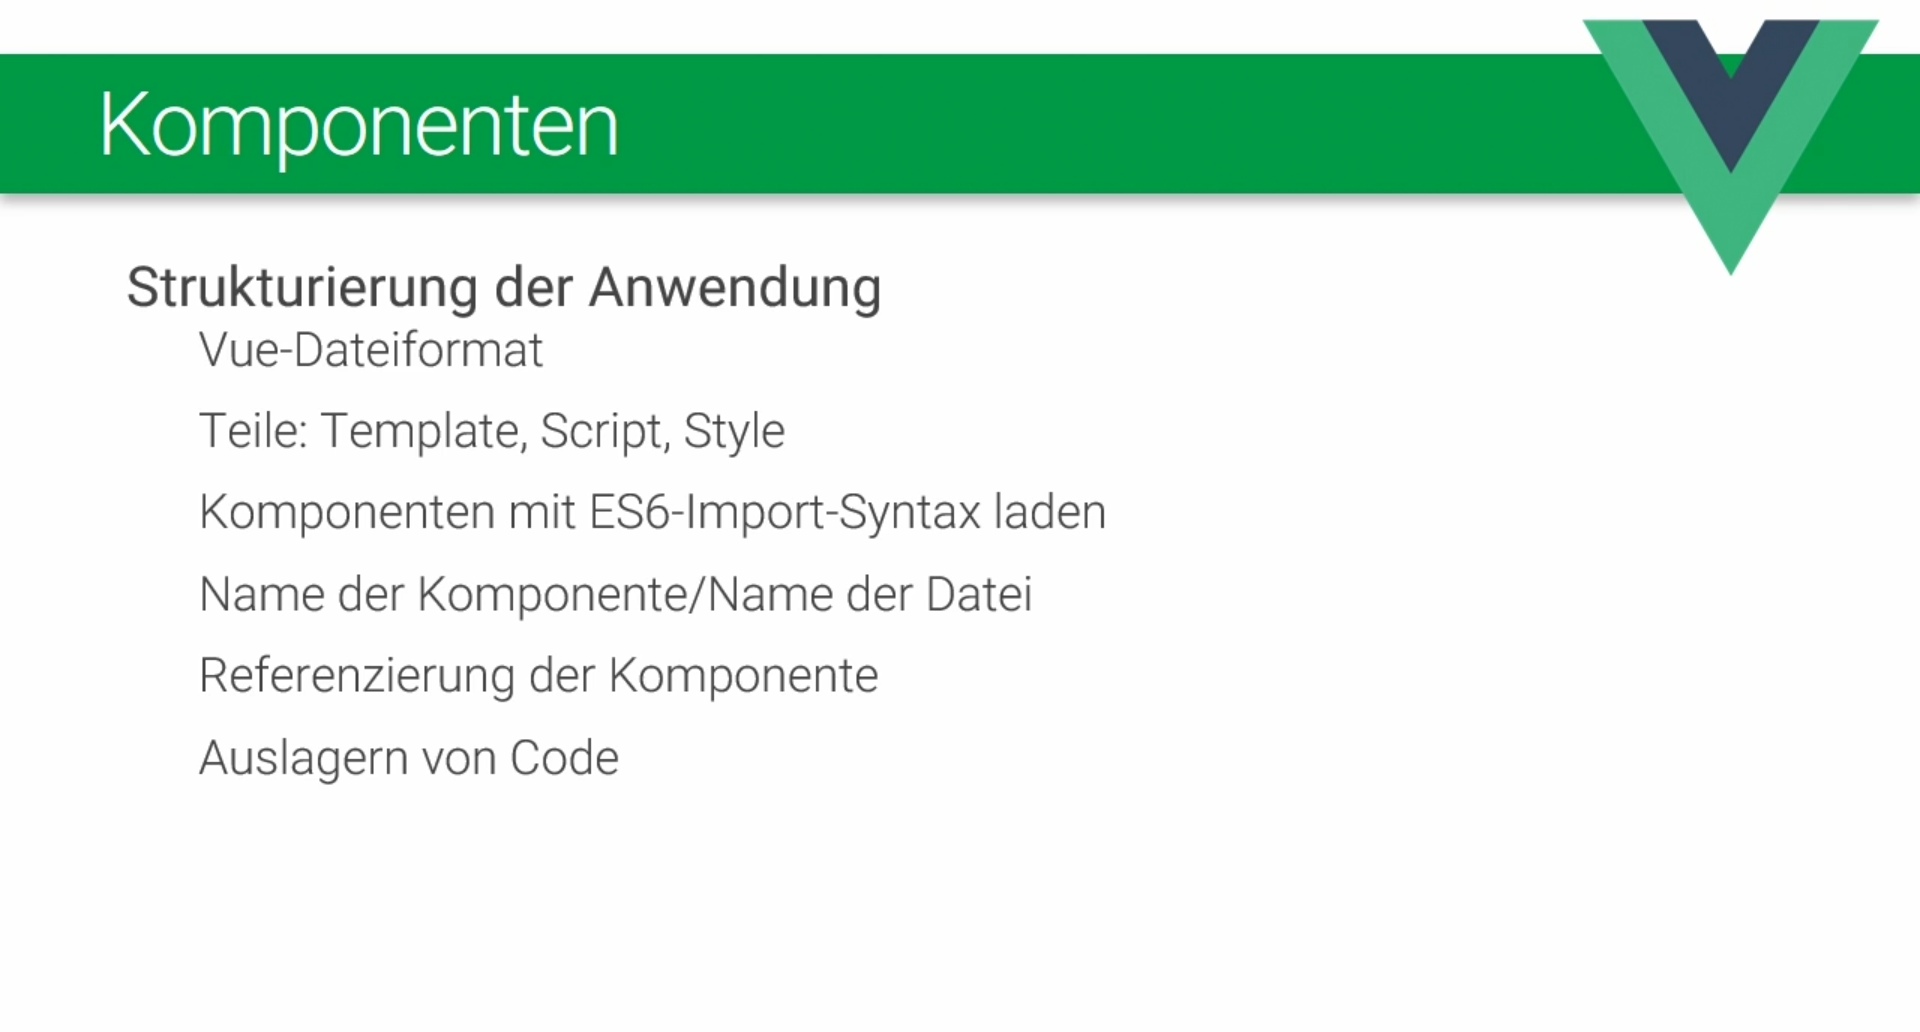 Komponenten
Strukturierung der Anwendung
Vue-Dateiformat
Teile: Template, Script, Style
Komponenten mit ES6-Import-Syntax laden
Name der Komponente/Name der Datei
Referenzierung der Komponente
Auslagern von Code